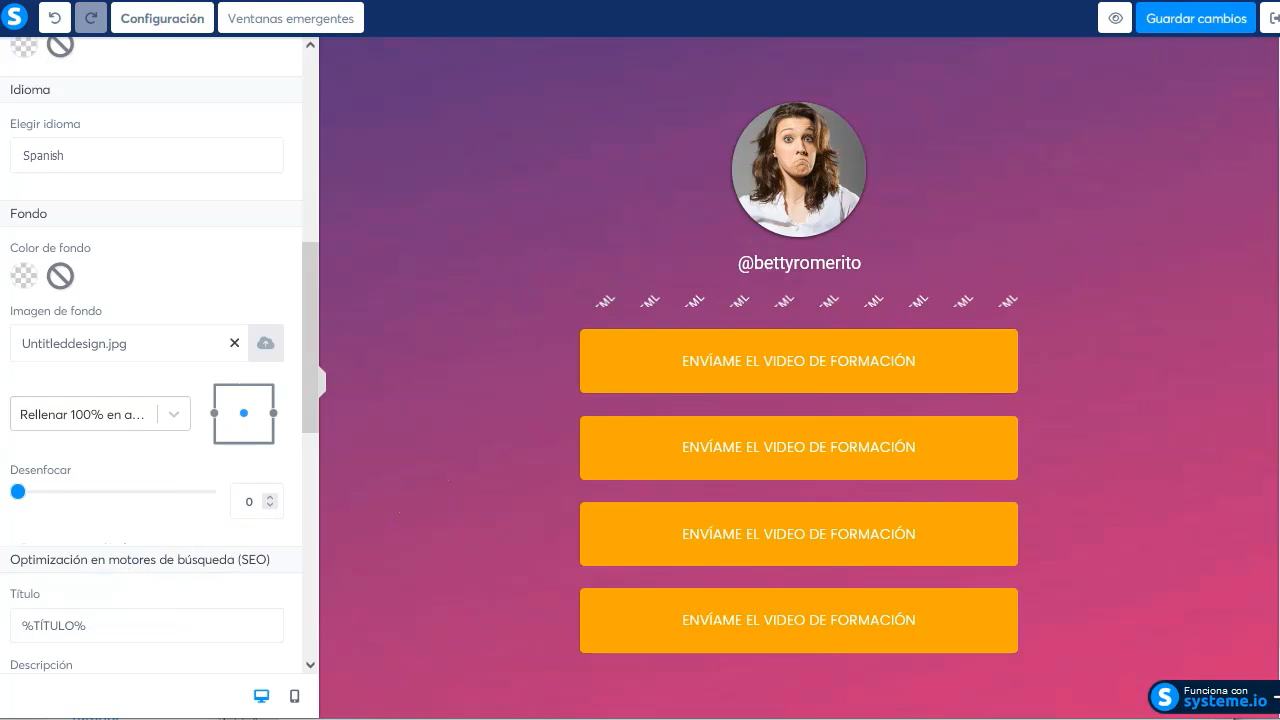 S
Configuración
Ventanas emergentes
Guardar cambios
Idioma
Elegir idioma
Spanish
Fondo
Color de fondo
Imagen de fondo
Untitleddesign.jpg
Rellenar 100% en a...
Desenfocar
0
Optimización en motores de búsqueda (SEO)
Título
%TÍTULO%
Descripción
@bettyromerito
ENVÍAME EL VIDEO DE FORMACIÓN
ENVÍAME EL VIDEO DE FORMACIÓN
ENVÍAME EL VIDEO DE FORMACIÓN
ENVÍAME EL VIDEO DE FORMACIÓN
S
Funciona con
systeme.io